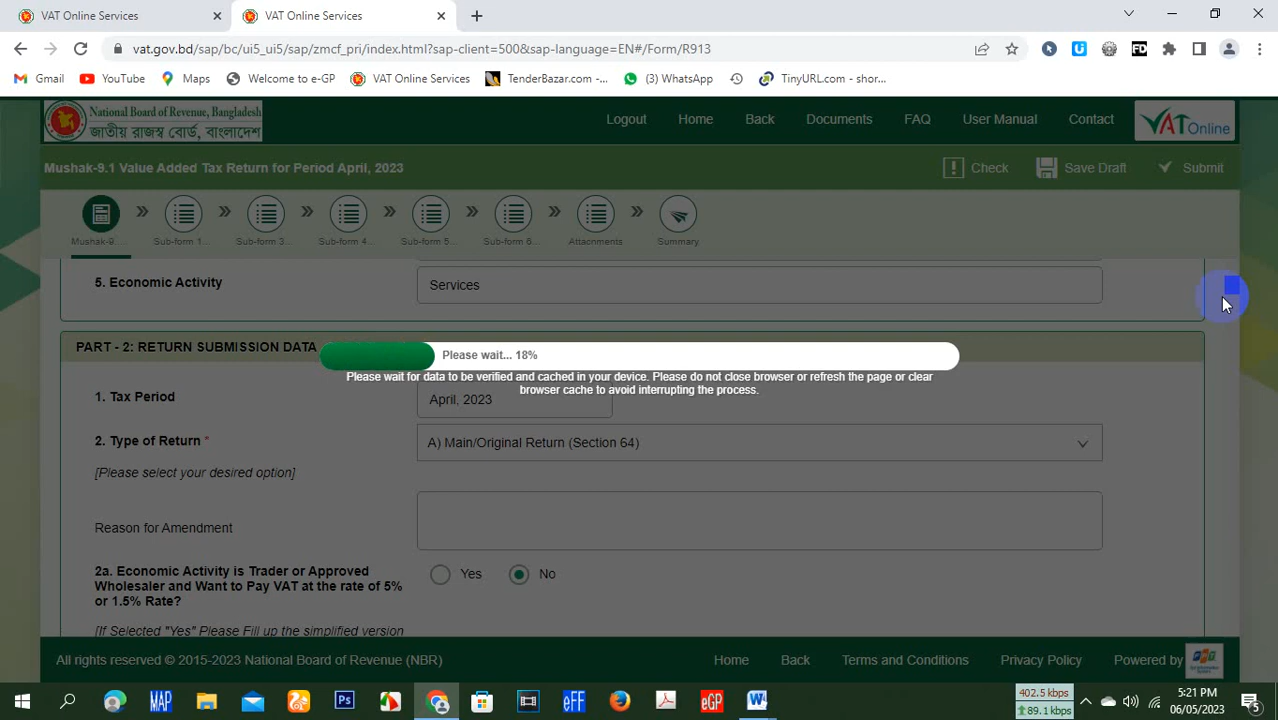 VAT Online Services
VAT Online Services
vat.gov.bd/sap/bc/ui5_ui5/sap/zmcf_pri/index.html?sap-client=500&sap-language=EN#/Form/R913
Gmail YouTube Maps Welcome to e-GP VAT Online Services TenderBazar.com -... (3) WhatsApp TinyURL.com - shor...
National Board of Revenue, Bangladesh
জাতীয় রাজস্ব বোর্ড, বাংলাদেশ
Logout Home Back Documents FAQ User Manual Contact
VAT Online
Mushak-9.1 Value Added Tax Return for Period April, 2023
Check Save Draft Submit
Mushak-9.... Sub-form 1... Sub-form 3... Sub-form 4... Sub-form 5... Sub-form 6... Attachments Summary
5. Economic Activity Services
PART - 2: RETURN SUBMISSION DATA
Please wait... 18%
Please wait for data to be verified and cached in your device. Please do not close browser or refresh the page or clear
browser cache to avoid interrupting the process.
1. Tax Period April, 2023
2. Type of Return * A) Main/Original Return (Section 64)
[Please select your desired option]
Reason for Amendment
2a. Economic Activity is Trader or Approved
Wholesaler and Want to Pay VAT at the rate of 5%
or 1.5% Rate?
Yes No
[If Selected "Yes" Please Fill up the simplified version
All rights reserved © 2015-2023 National Board of Revenue (NBR)
Home Back Terms and Conditions Privacy Policy Powered by
FPT
MAP
Ps
eFF
eGP
W
402.5 kbps
89.1 kbps
5:21 PM
06/05/2023
5